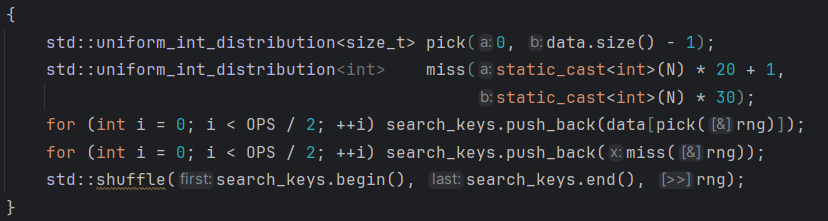 {
    std::uniform_int_distribution<size_t> pick(a:0, b:data.size() - 1);
    std::uniform_int_distribution<int>    miss(a:static_cast<int>(N) * 20 + 1,
                                               b:static_cast<int>(N) * 30);
    for (int i = 0; i < OPS / 2; ++i) search_keys.push_back(data[pick([&]rng)]);
    for (int i = 0; i < OPS / 2; ++i) search_keys.push_back(x:miss([&]rng));
    std::shuffle(first:search_keys.begin(), last:search_keys.end(), [>>]rng);
}